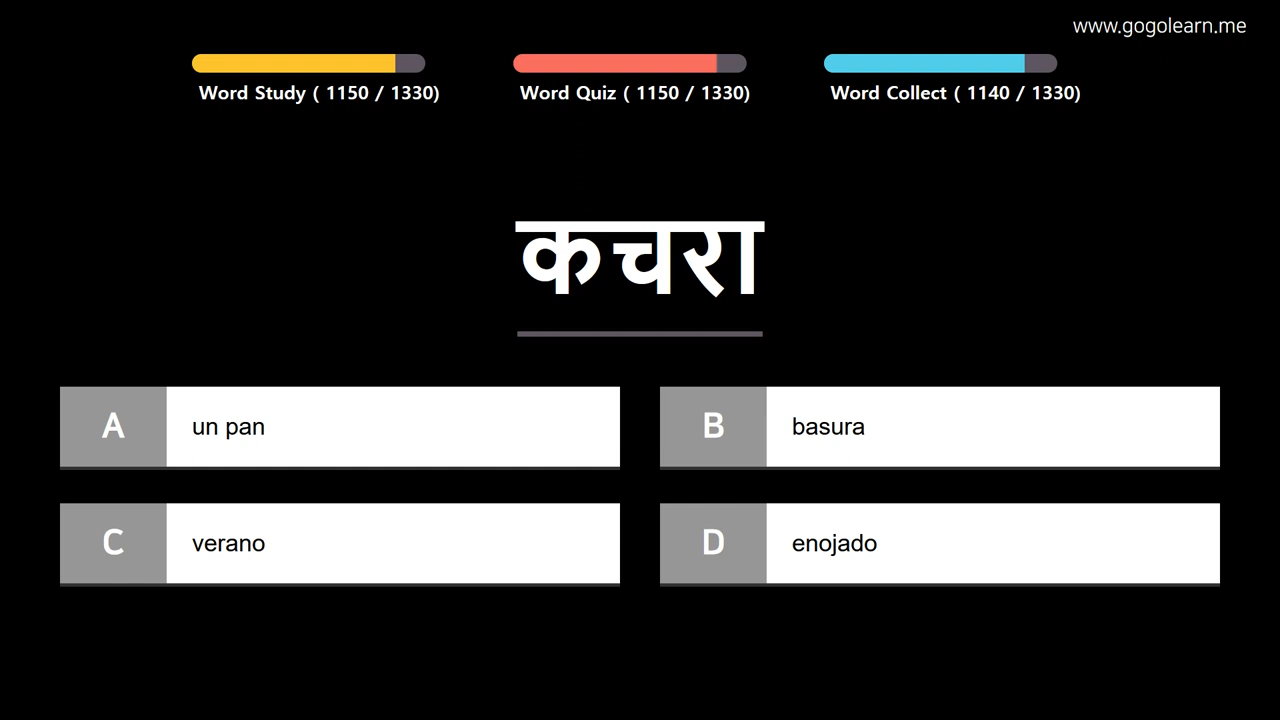 www.gogolearn.me
Word Study ( 1150 / 1330)
Word Quiz ( 1150 / 1330)
Word Collect ( 1140 / 1330)
कचरा
A
un pan
B
basura
C
verano
D
enojado